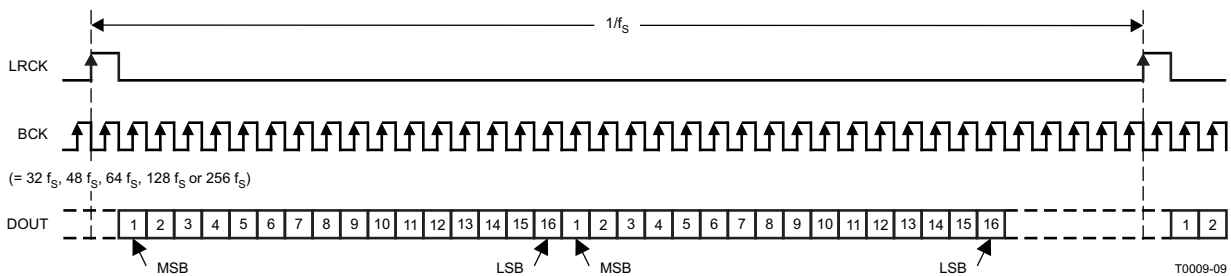 1/fS
LRCK
BCK
(= 32 fS, 48 fS, 64 fS, 128 fS or 256 fS)
DOUT 1 2 3 4 5 6 7 8 9 10 11 12 13 14 15 16 1 2 3 4 5 6 7 8 9 10 11 12 13 14 15 16 1 2
MSB LSB MSB LSB
T0009-09